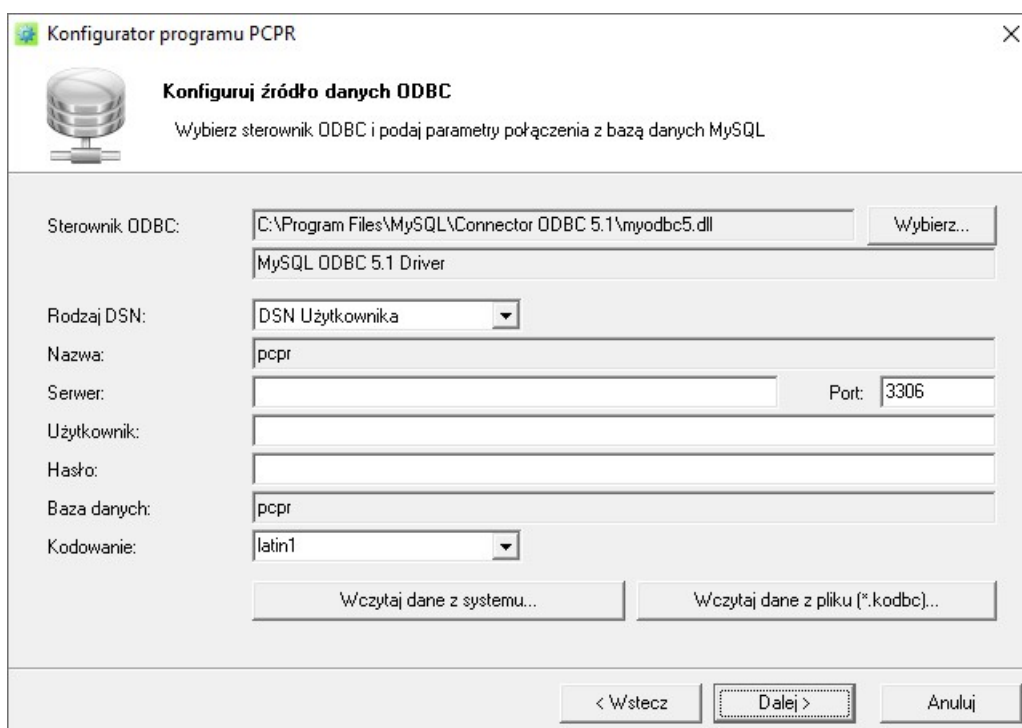 Konfigurator programu PCPR
Konfiguruj źródło danych ODBC
Wybierz sterownik ODBC i podaj parametry połączenia z bazą danych MySQL
Sterownik ODBC: C:\Program Files\MySQL\Connector ODBC 5.1\myodbc5.dll Wybierz...
MySQL ODBC 5.1 Driver
Rodzaj DSN: DSN Użytkownika
Nazwa: pcpr
Serwer: Port: 3306
Użytkownik:
Hasło:
Baza danych: pcpr
Kodowanie: latin1
Wczytaj dane z systemu... Wczytaj dane z pliku (*.kodbc)...
< Wstecz Dalej > Anuluj